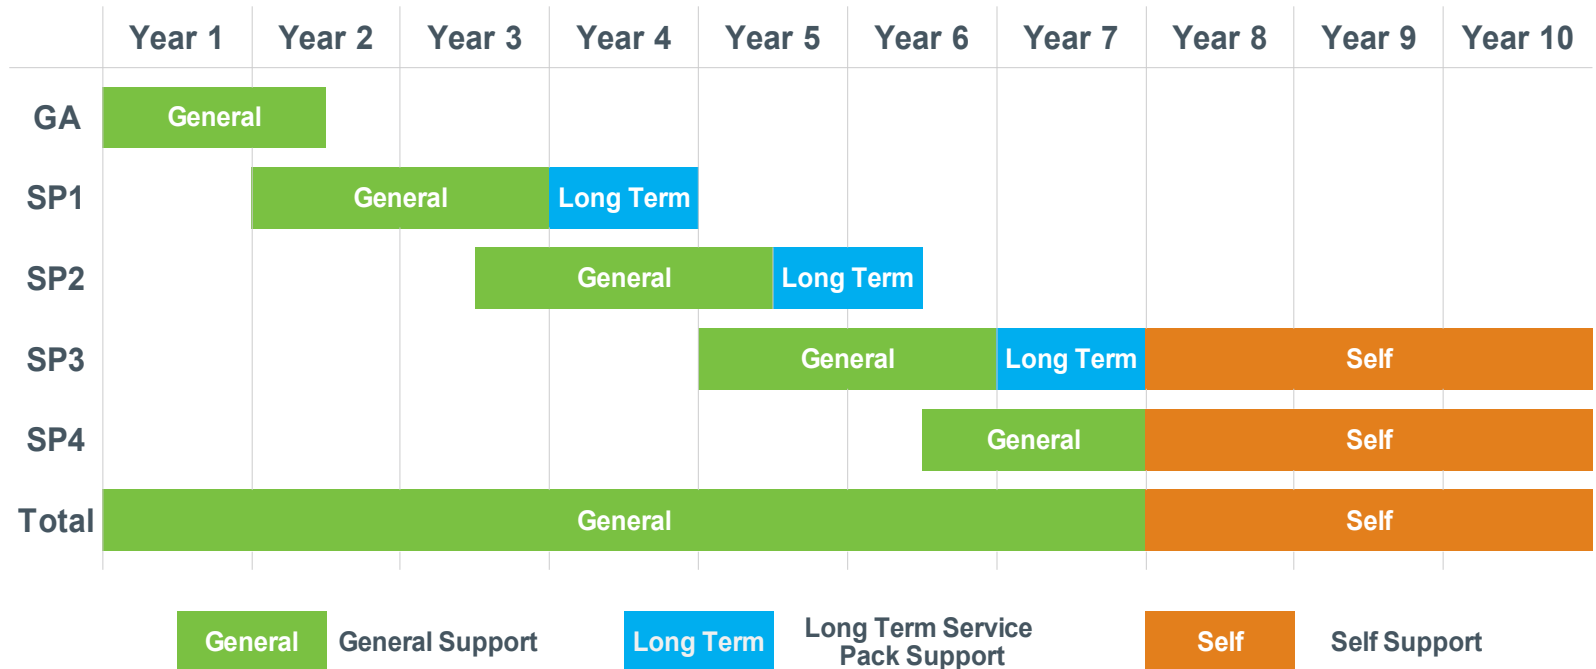 Year 1 Year 2 Year 3 Year 4 Year 5 Year 6 Year 7 Year 8 Year 9 Year 10
GA General
SP1 General Long Term
SP2 General Long Term
SP3 General Long Term Self
SP4 General Self
Total General Self
General General Support Long Term Long Term Service Pack Support Self Self Support